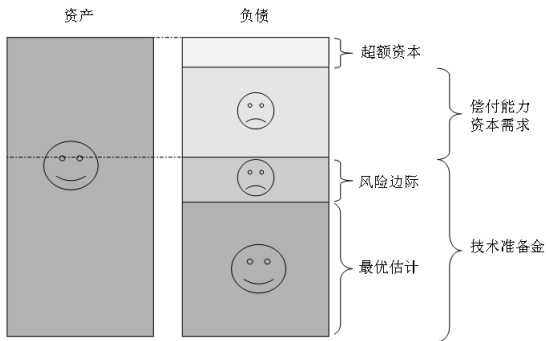 资产
负债
超额资本
偿付能力
资本需求
风险边际
技术准备金
最优估计